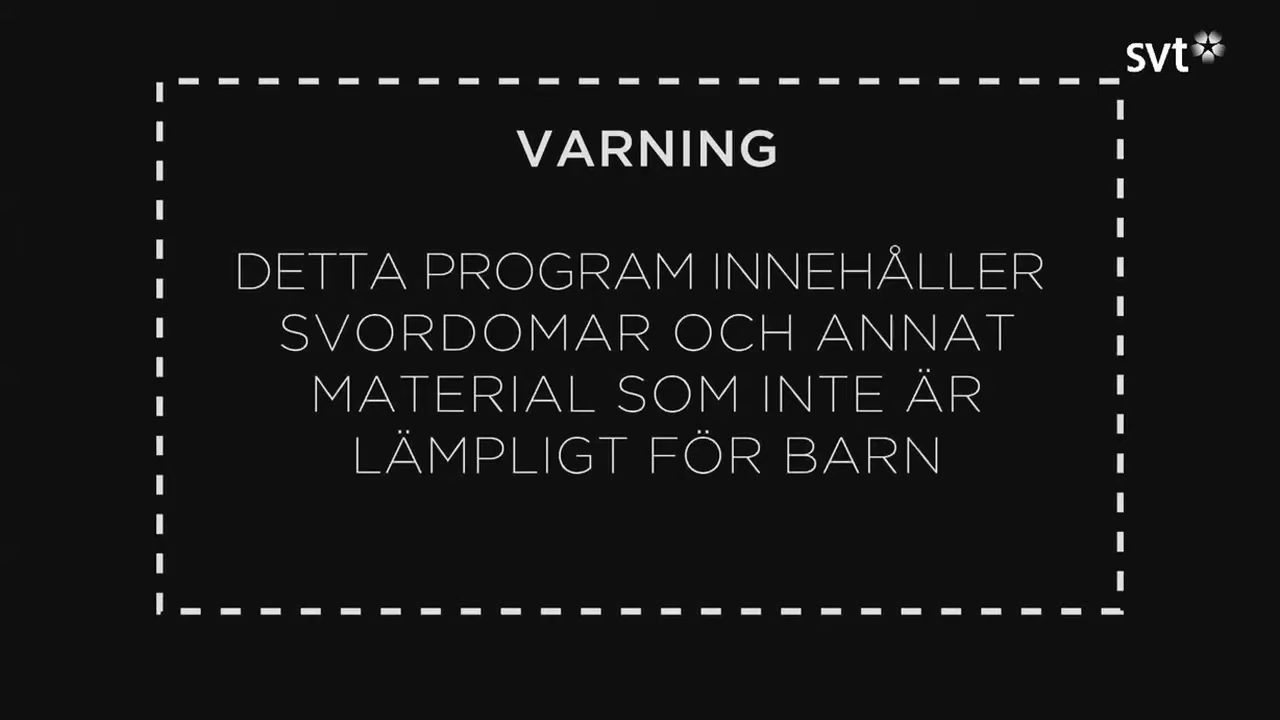 svt
VARNING
DETTA PROGRAM INNEHÅLLER
SVORDOMAR OCH ANNAT
MATERIAL SOM INTE ÄR
LÄMPLIGT FÖR BARN